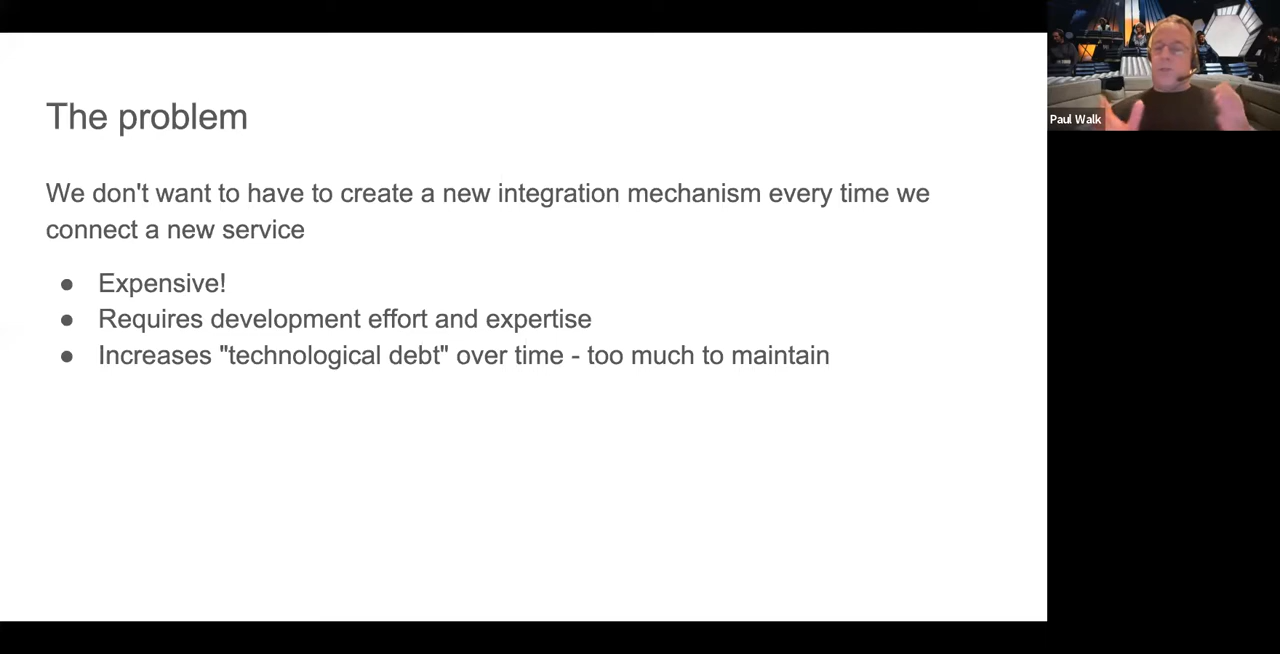 The problem
We don't want to have to create a new integration mechanism every time we
connect a new service
● Expensive!
● Requires development effort and expertise
● Increases "technological debt" over time - too much to maintain
Paul Walk